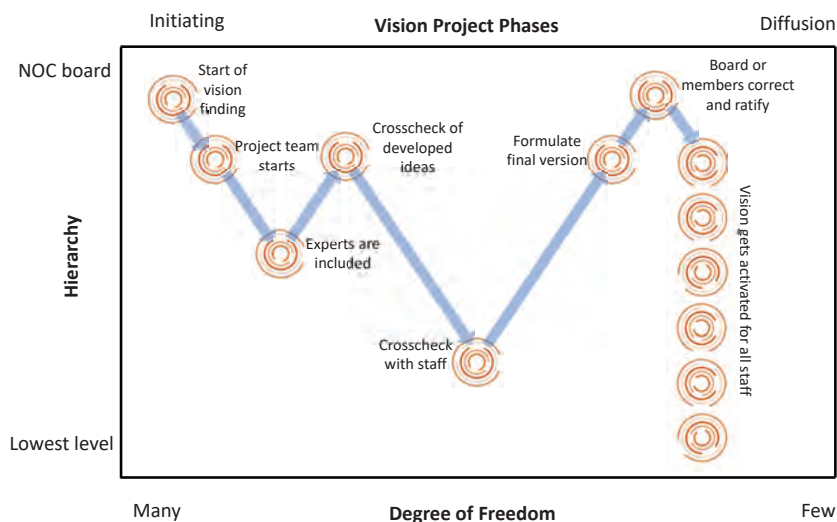 Initiating
Vision Project Phases
Diffusion
NOC board
Start of
vision
finding
Board or
members correct
and ratify
Project team
starts
Crosscheck of
developed
ideas
Formulate
final version
Hierarchy
Experts are
included
Vision gets activated for all staff
Crosscheck
with staff
Lowest level
Many
Degree of Freedom
Few